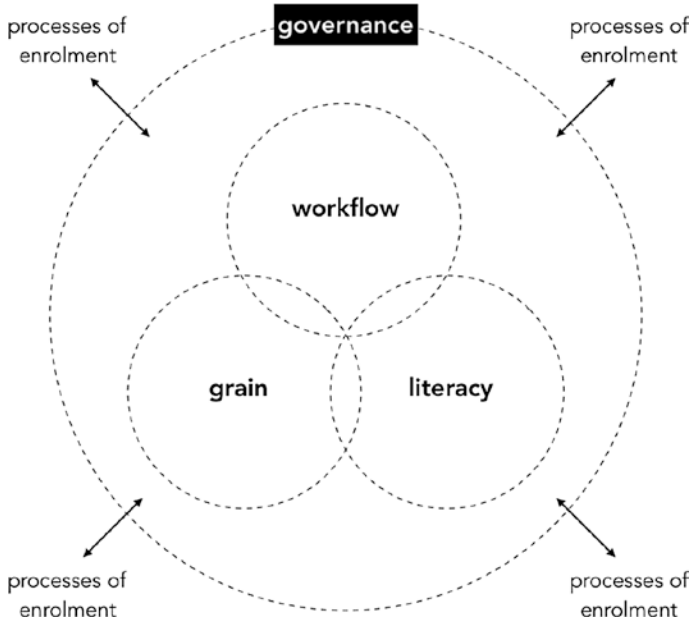 governance
processes of
enrolment
processes of
enrolment
workflow
grain
literacy
processes of
enrolment
processes of
enrolment